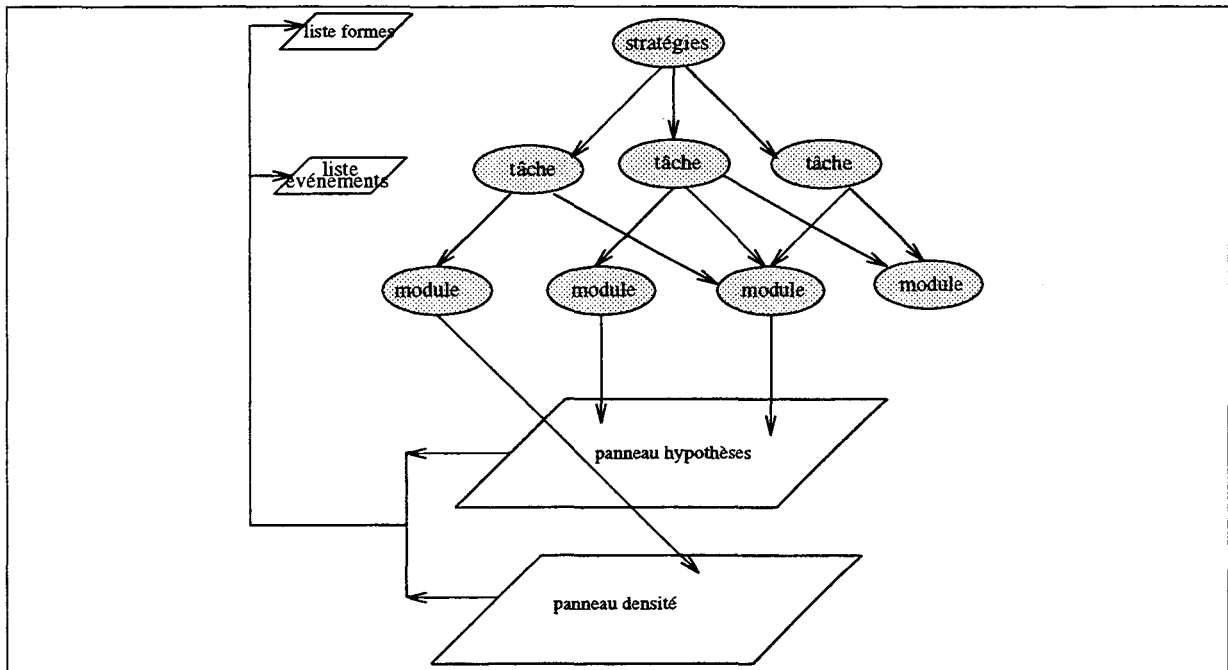 liste formes
stratégies
liste
événements
tâche
tâche
tâche
module
module
module
module
panneau hypothèses
panneau densité